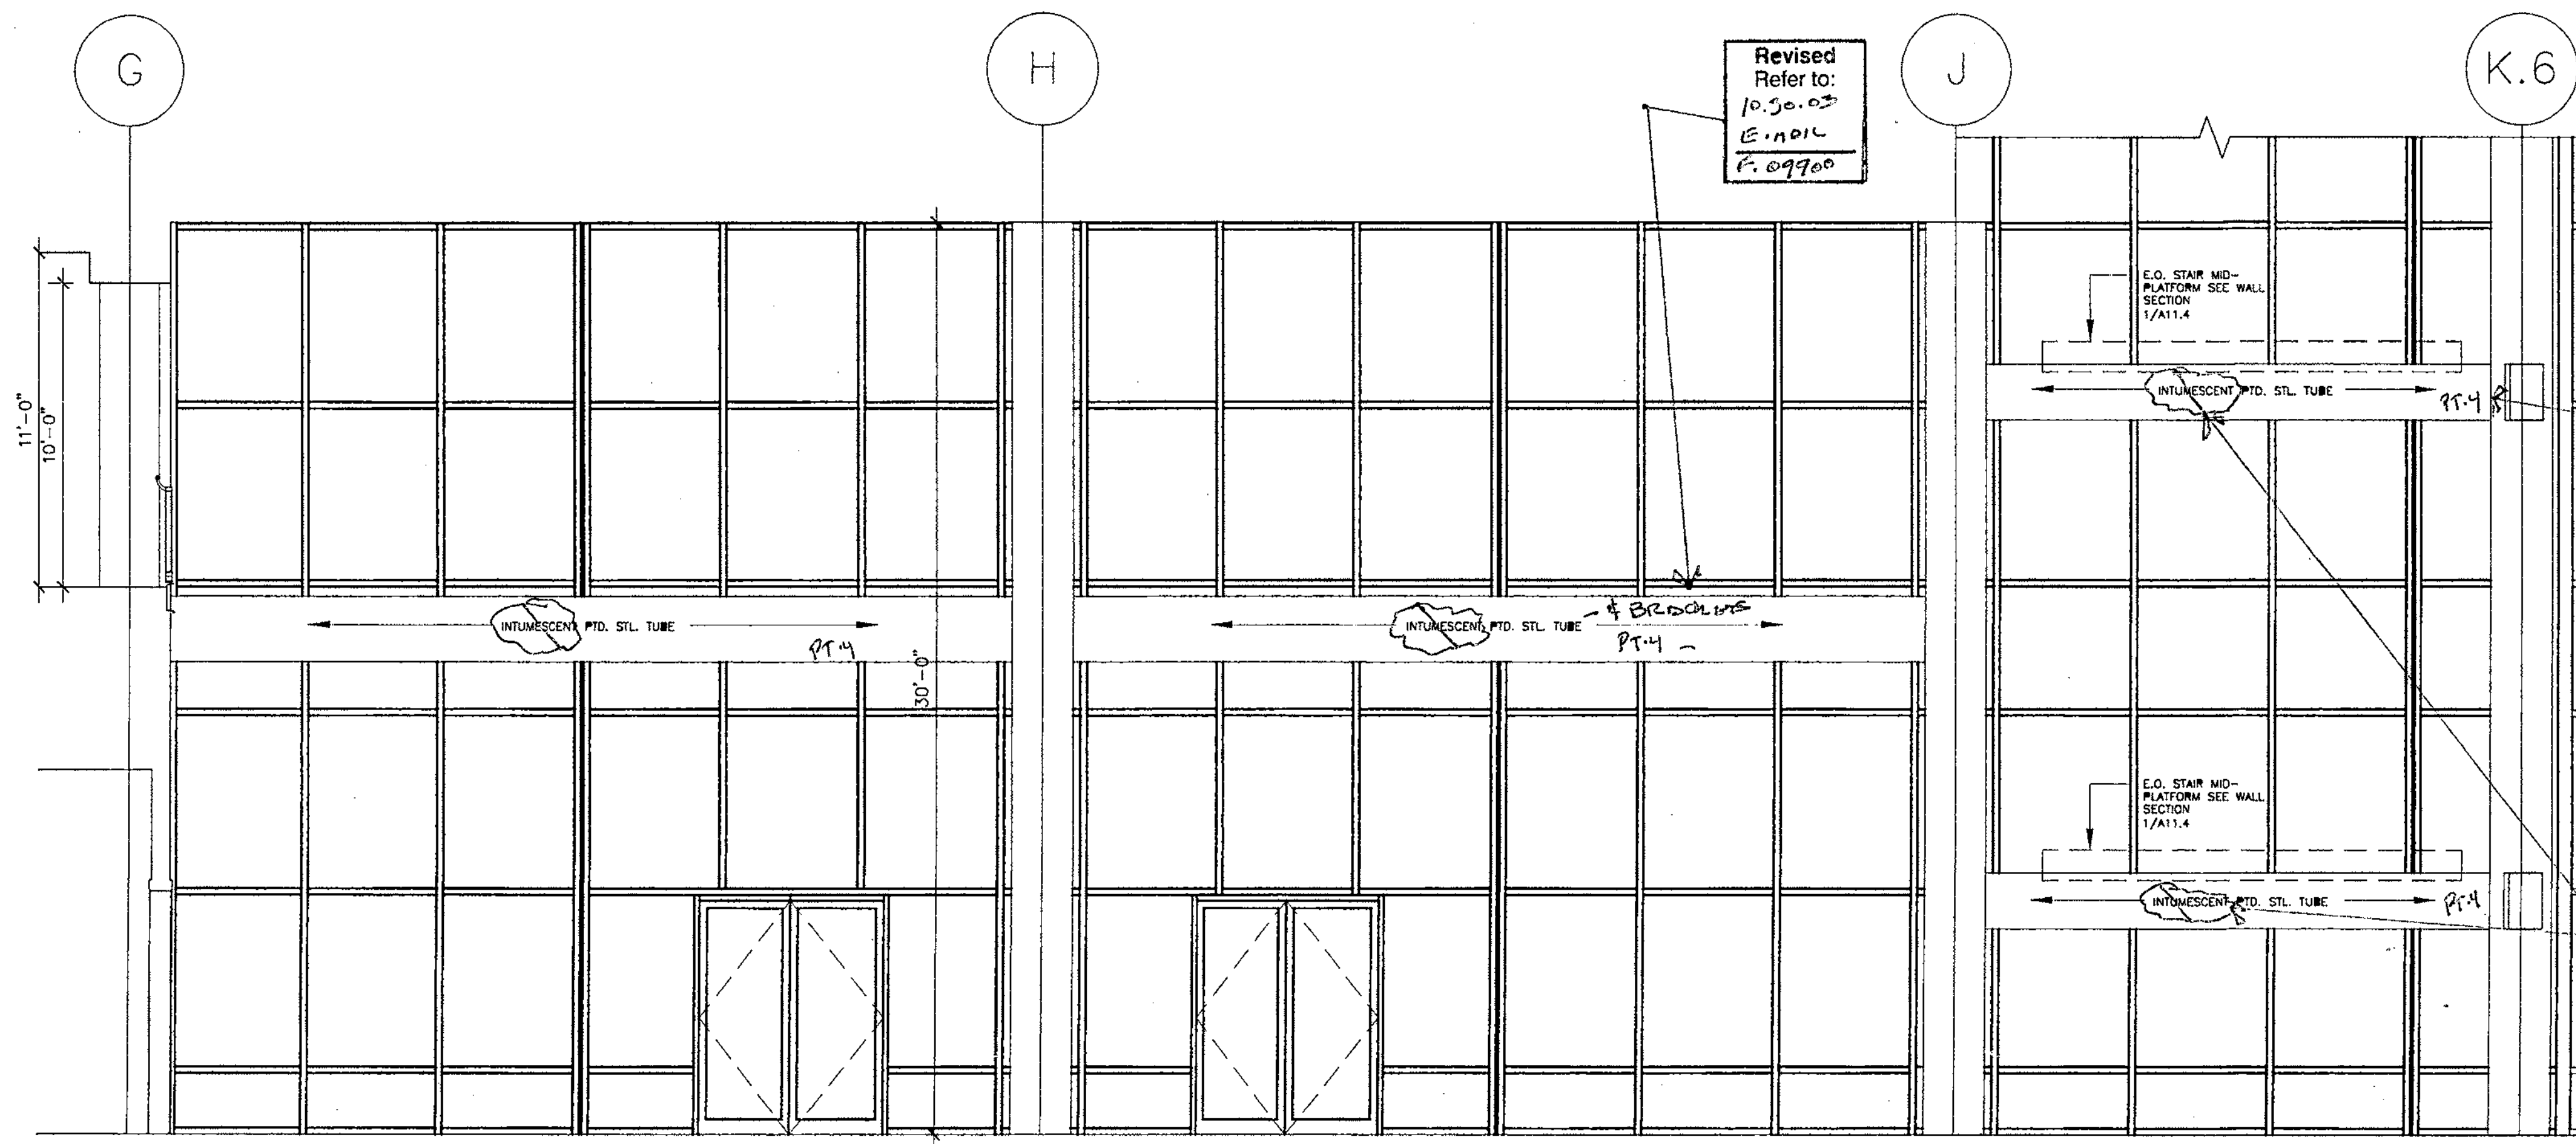 G
H
J
K.6
Revised
Refer to:
10.30.03
E.MAIL
F. 09900
11'-0"
10'-0"
30'-0"
E.O. STAIR MID-
PLATFORM SEE WALL
SECTION
1/A11.4
INTUMESCENT PTD. STL. TUBE
PT.4
INTUMESCENT PTD. STL. TUBE
PT.4
INTUMESCENT PTD. STL. TUBE
& BRACKETS
PT.4
E.O. STAIR MID-
PLATFORM SEE WALL
SECTION
1/A11.4
INTUMESCENT PTD. STL. TUBE
PT.4